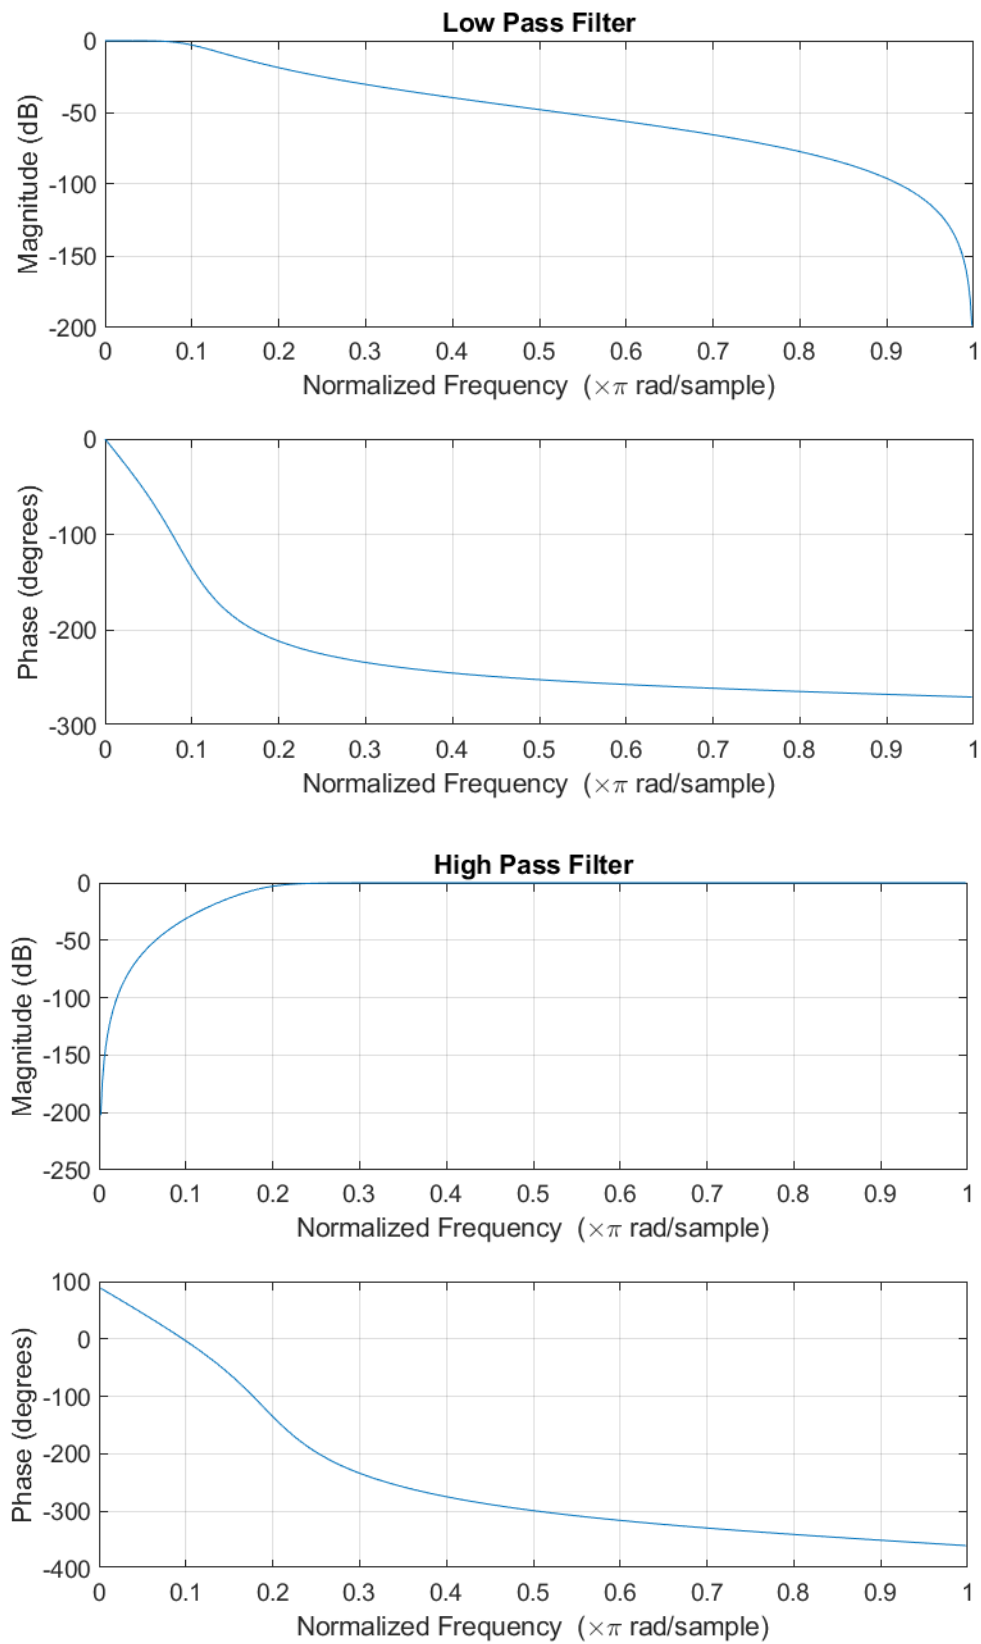 Low Pass Filter
0
-50
-100
-150
-200
Magnitude (dB)
0 0.1 0.2 0.3 0.4 0.5 0.6 0.7 0.8 0.9 1
Normalized Frequency (×π rad/sample)
0
-100
-200
-300
Phase (degrees)
0 0.1 0.2 0.3 0.4 0.5 0.6 0.7 0.8 0.9 1
Normalized Frequency (×π rad/sample)
High Pass Filter
0
-50
-100
-150
-200
-250
Magnitude (dB)
0 0.1 0.2 0.3 0.4 0.5 0.6 0.7 0.8 0.9 1
Normalized Frequency (×π rad/sample)
100
0
-100
-200
-300
-400
Phase (degrees)
0 0.1 0.2 0.3 0.4 0.5 0.6 0.7 0.8 0.9 1
Normalized Frequency (×π rad/sample)